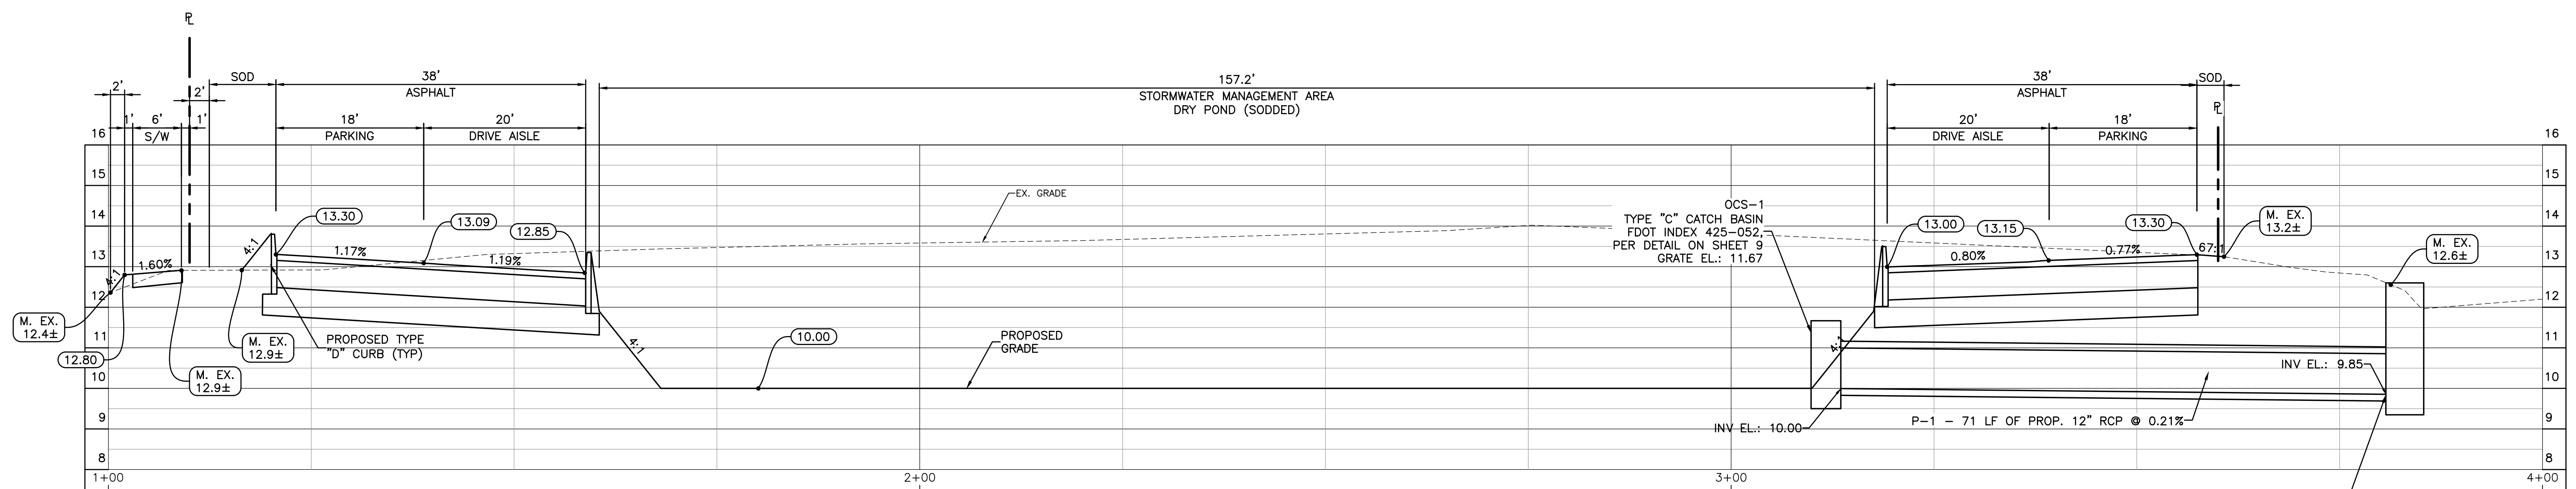 PL
2'
SOD
38'
ASPHALT
157.2'
STORMWATER MANAGEMENT AREA
DRY POND (SODDED)
38'
ASPHALT
SOD
2'
PL
1'
6'
S/W
1'
18'
PARKING
20'
DRIVE AISLE
20'
DRIVE AISLE
18'
PARKING
16
16
15
15
14
14
13
13
12
12
11
11
10
10
9
9
8
8
EX. GRADE
OCS-1
TYPE "C" CATCH BASIN
FDOT INDEX 425-052,
PER DETAIL ON SHEET 9
GRATE EL.: 11.67
13.30
13.09
12.85
13.00
13.15
13.30
M. EX.
13.2±
M. EX.
12.6±
4:1
1.60%
4:1
1.17%
1.19%
0.80%
0.77%
67:1
M. EX.
12.4±
12.80
M. EX.
12.9±
M. EX.
12.9±
PROPOSED TYPE
"D" CURB (TYP)
4:1
10.00
PROPOSED
GRADE
4:1
INV EL.: 9.85
INV EL.: 10.00
P-1 - 71 LF OF PROP. 12" RCP @ 0.21%
1+00
2+00
3+00
4+00